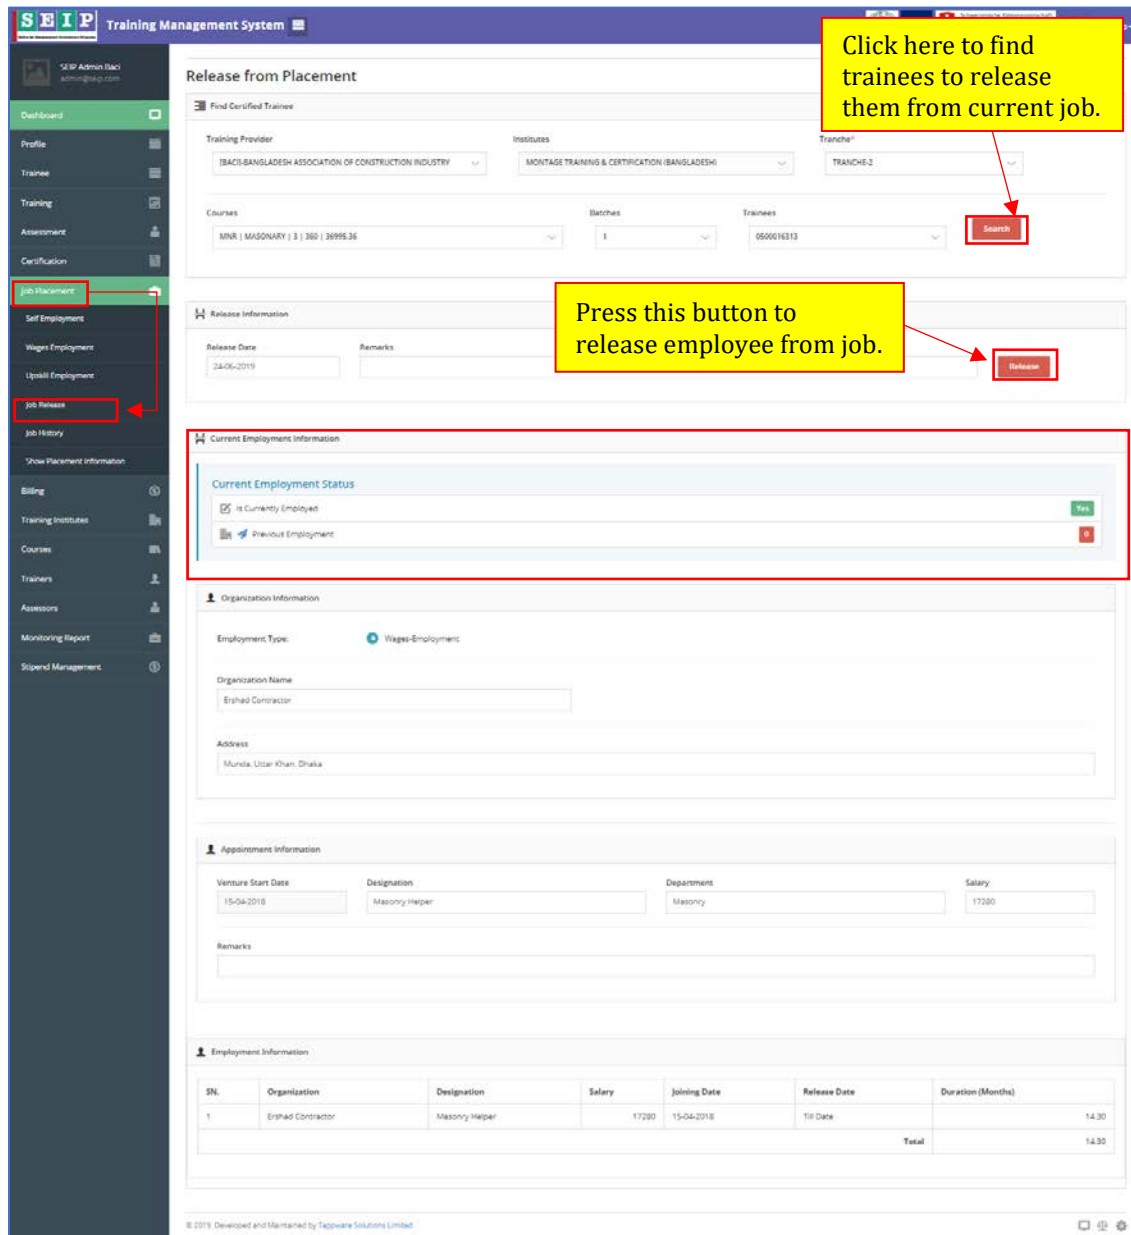 SEIP Training Management System
SEIP Admin Baci
admin@seip.com
Dashboard
Profile
Trainee
Training
Assessment
Certification
Job Placement
Self Employment
Wages Employment
Upskill Employment
Job Release
Job History
Show Placement Information
Billing
Training Institutes
Courses
Trainers
Assessors
Monitoring Report
Stipend Management
Release from Placement
Click here to find
trainees to release
them from current job.
Find Certified Trainee
Training Provider Institutes Tranche*
(BACI)-BANGLADESH ASSOCIATION OF CONSTRUCTION INDUSTRY MONTAGE TRAINING & CERTIFICATION (BANGLADESH) TRANCHE-2
Courses Batches Trainees
MNR | MASONARY | 3 | 360 | 36995.36 1 0500016313 Search
Press this button to
release employee from job.
Release Information
Release Date Remarks
24-06-2019 Release
Current Employment Information
Current Employment Status
Is Currently Employed Yes
Previous Employment 0
Organization Information
Employment Type: Wages-Employment
Organization Name
Ershad Contractor
Address
Munda, Uttar Khan, Dhaka
Appointment Information
Venture Start Date Designation Department Salary
15-04-2018 Masonry Helper Masonry 17280
Remarks
Employment Information
SN. Organization Designation Salary Joining Date Release Date Duration (Months)
1 Ershad Contractor Masonry Helper 17280 15-04-2018 Till Date 14.30
Total 14.30
© 2019. Developed and Maintained by Tappware Solutions Limited